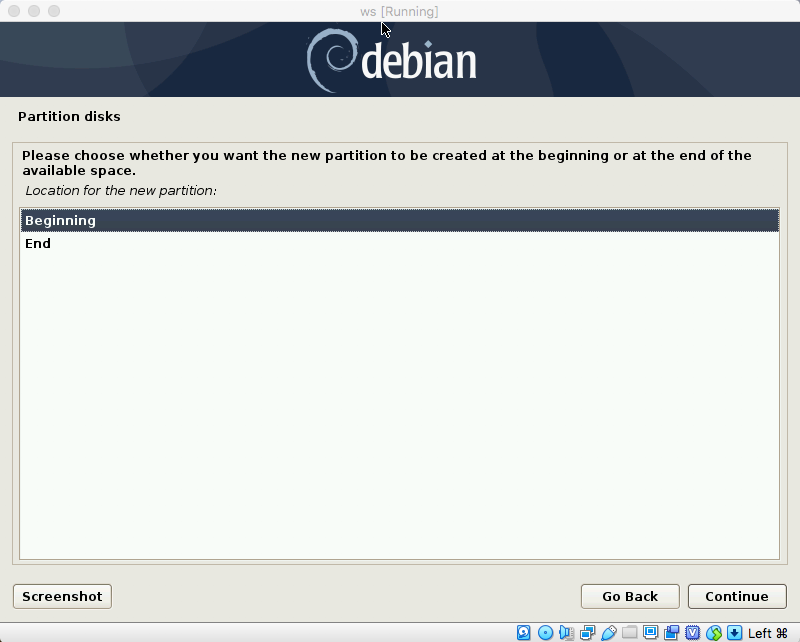 ws [Running]
debian
Partition disks
Please choose whether you want the new partition to be created at the beginning or at the end of the
available space.
Location for the new partition:
Beginning
End
Screenshot
Go Back
Continue
Left ⌘